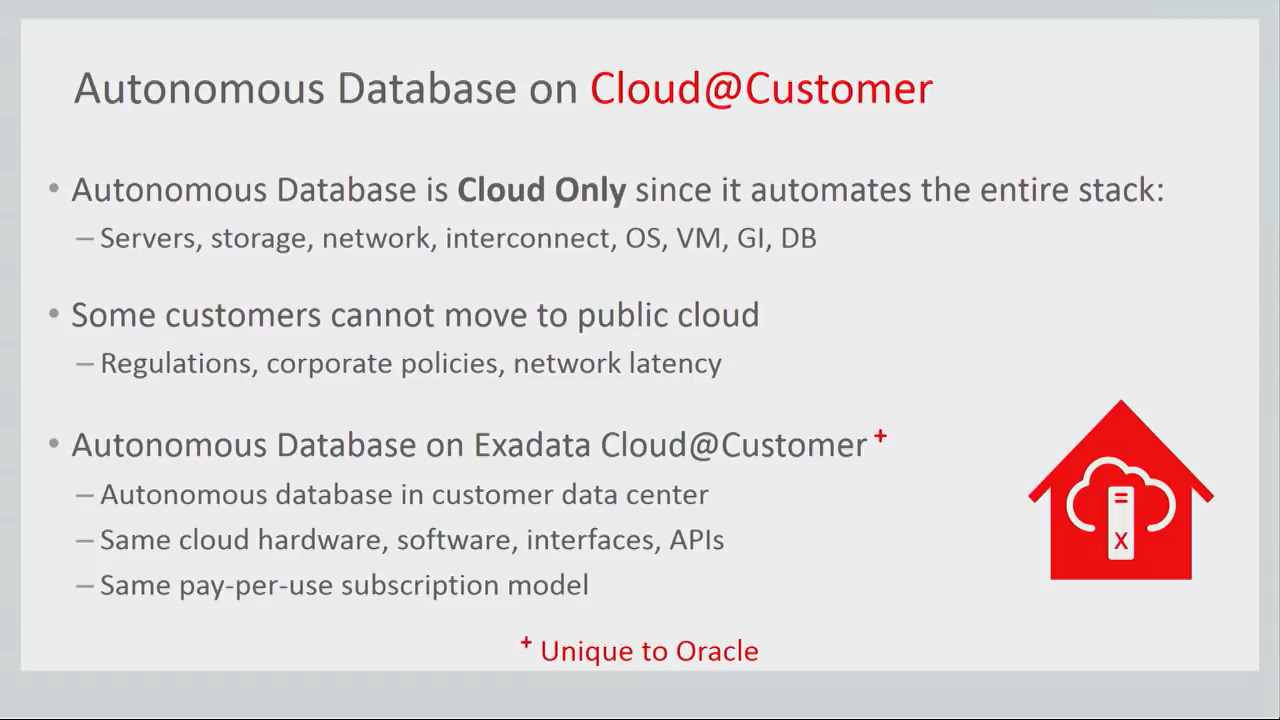 Autonomous Database on Cloud@Customer
• Autonomous Database is Cloud Only since it automates the entire stack:
– Servers, storage, network, interconnect, OS, VM, GI, DB
• Some customers cannot move to public cloud
– Regulations, corporate policies, network latency
• Autonomous Database on Exadata Cloud@Customer +
– Autonomous database in customer data center
– Same cloud hardware, software, interfaces, APIs
– Same pay-per-use subscription model
X
+ Unique to Oracle